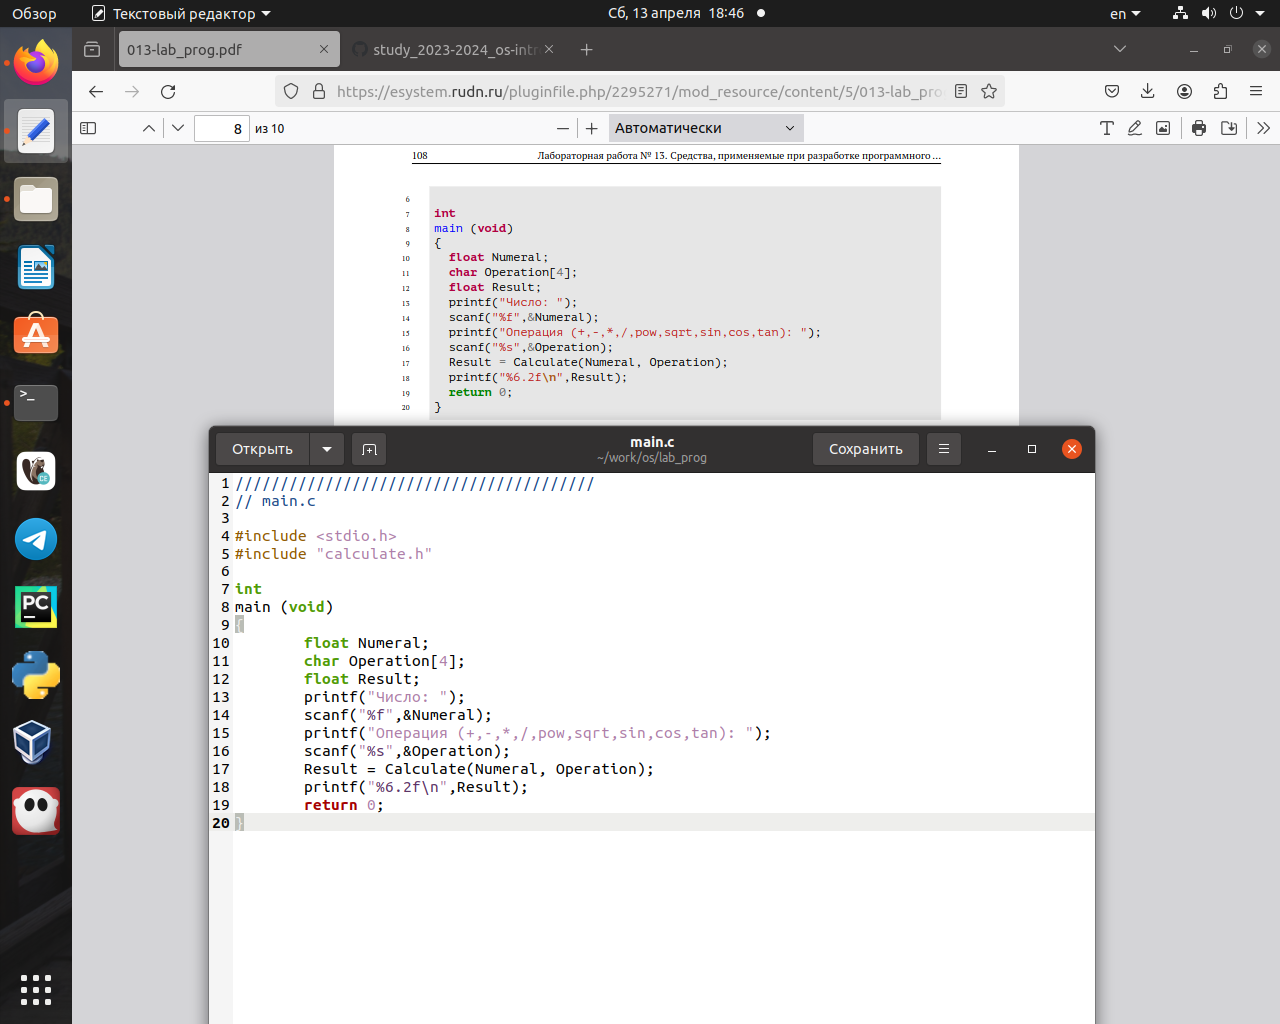 Обзор
Текстовый редактор
Сб, 13 апреля 18:46
en
013-lab_prog.pdf
study_2023-2024_os-intr
https://esystem.rudn.ru/pluginfile.php/2295271/mod_resource/content/5/013-lab_pro
8 из 10
Автоматически
108 Лабораторная работа № 13. Средства, применяемые при разработке программного ...
6
7 int
8 main (void)
9 {
10 float Numeral;
11 char Operation[4];
12 float Result;
13 printf("Число: ");
14 scanf("%f",&Numeral);
15 printf("Операция (+,-,*,/,pow,sqrt,sin,cos,tan): ");
16 scanf("%s",&Operation);
17 Result = Calculate(Numeral, Operation);
18 printf("%6.2f\n",Result);
19 return 0;
20 }
Открыть
main.c
~/work/os/lab_prog
Сохранить
1 ////////////////////////////////////////
2 // main.c
3
4 #include <stdio.h>
5 #include "calculate.h"
6
7 int
8 main (void)
9 {
10 float Numeral;
11 char Operation[4];
12 float Result;
13 printf("Число: ");
14 scanf("%f",&Numeral);
15 printf("Операция (+,-,*,/,pow,sqrt,sin,cos,tan): ");
16 scanf("%s",&Operation);
17 Result = Calculate(Numeral, Operation);
18 printf("%6.2f\n",Result);
19 return 0;
20 }
>_
CE
PC